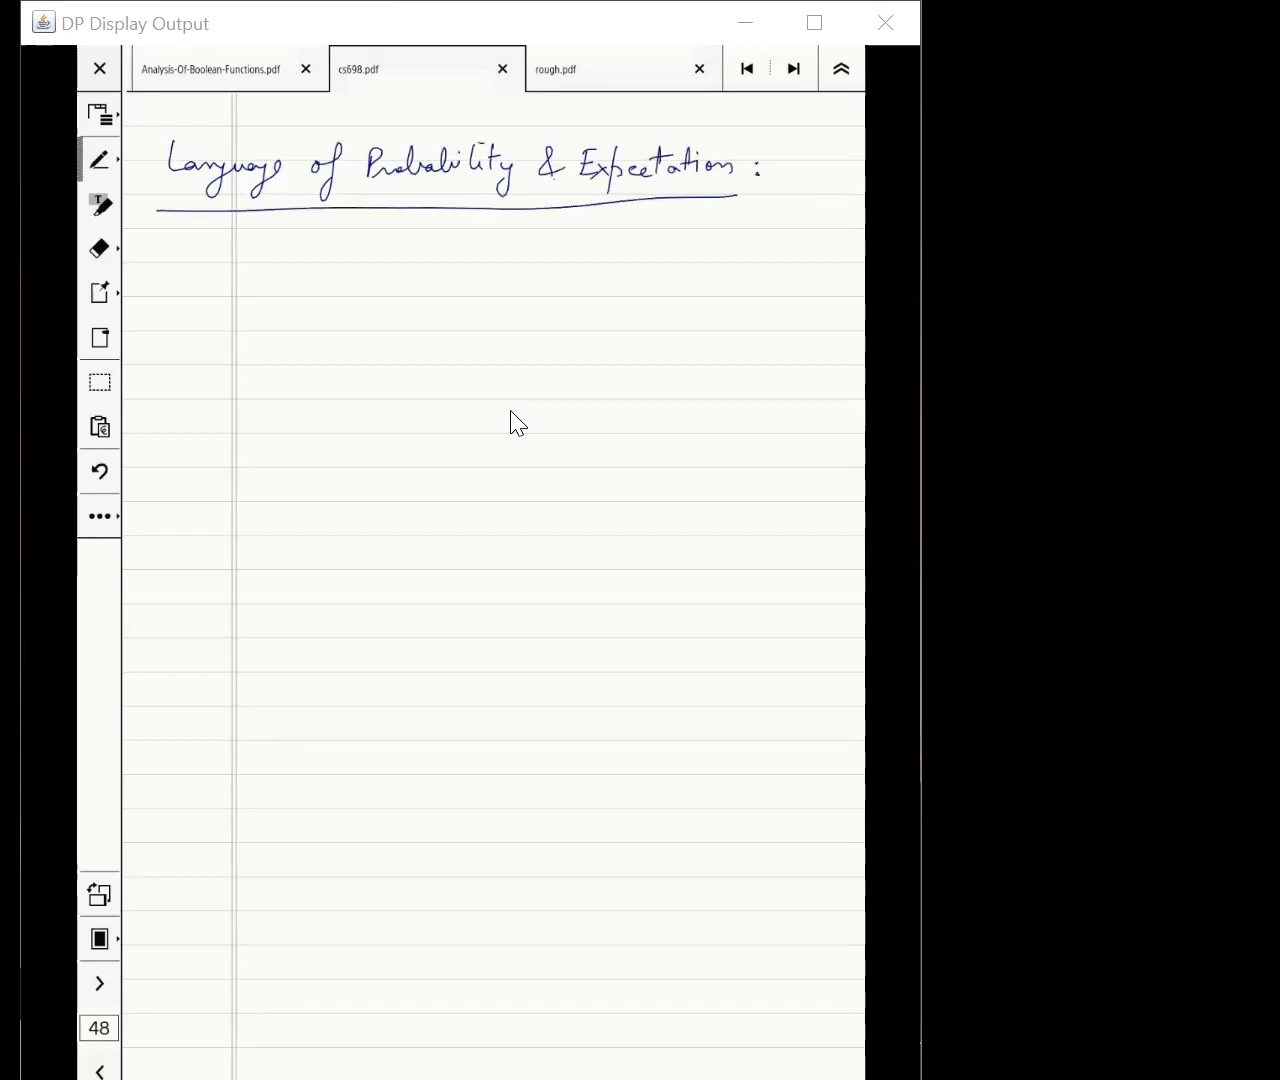 DP Display Output
Analysis-Of-Boolean-Functions.pdf
cs698.pdf
rough.pdf
Language of Probability & Expectation :
48